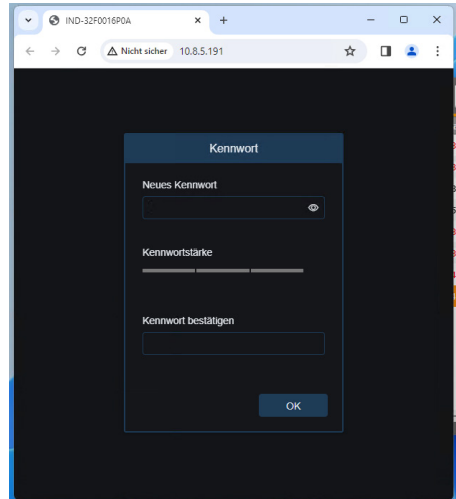 IND-32F0016P0A
Nicht sicher 10.8.5.191
Kennwort
Neues Kennwort
Kennwortstärke
Kennwort bestätigen
OK